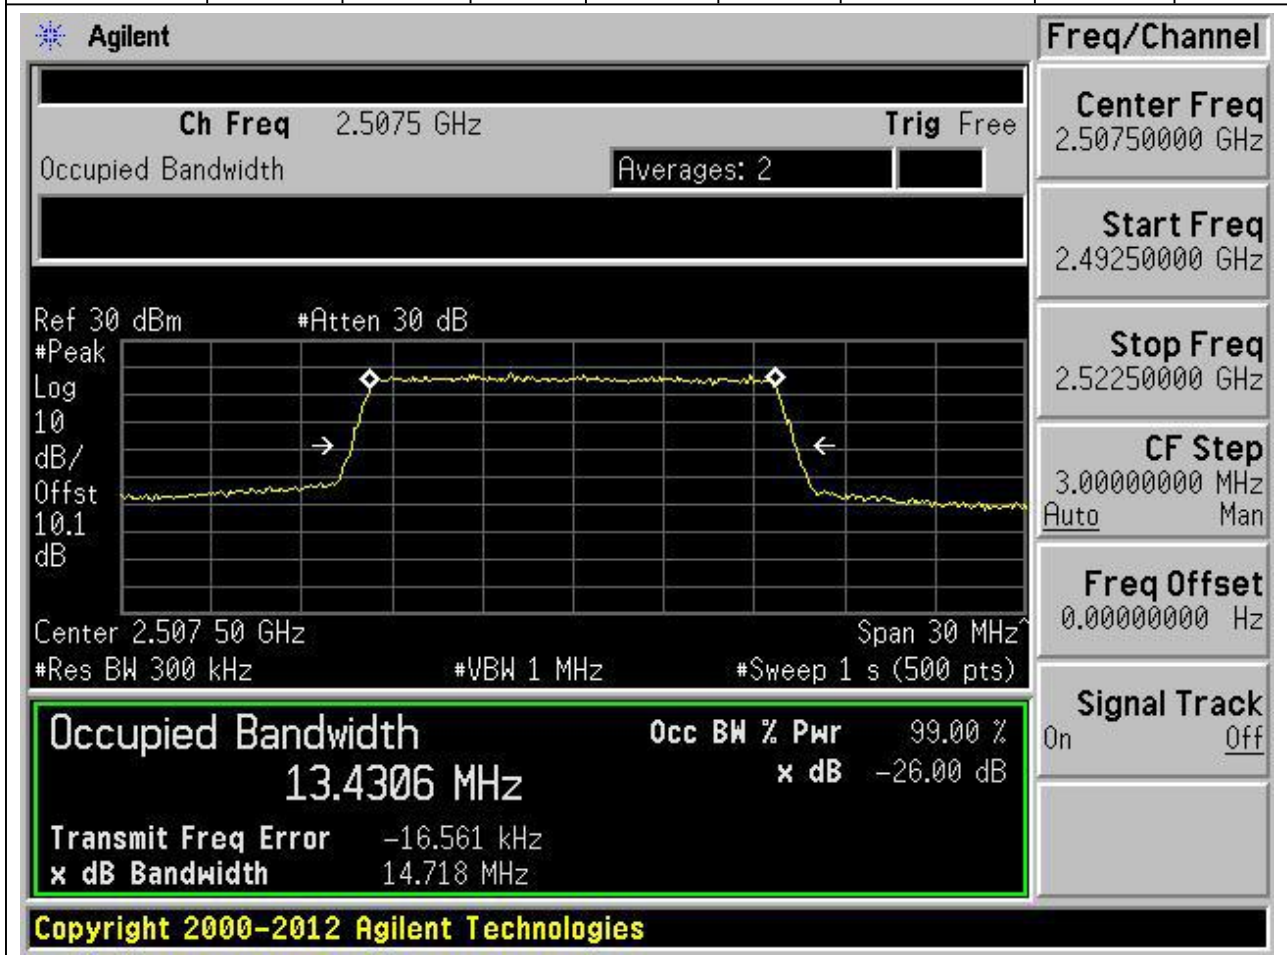 Agilent
Freq/Channel
Ch Freq 2.5075 GHz Trig Free
Occupied Bandwidth Averages: 2
Center Freq
2.50750000 GHz
Start Freq
2.49250000 GHz
Stop Freq
2.52250000 GHz
CF Step
3.00000000 MHz
Auto Man
Freq Offset
0.00000000 Hz
Signal Track
On Off
Ref 30 dBm #Atten 30 dB
#Peak
Log
10
dB/
Offst
10.1
dB
Center 2.507 50 GHz Span 30 MHz^
#Res BW 300 kHz #VBW 1 MHz #Sweep 1 s (500 pts)
Occupied Bandwidth Occ BW % Pwr 99.00 %
13.4306 MHz x dB -26.00 dB
Transmit Freq Error -16.561 kHz
x dB Bandwidth 14.718 MHz
Copyright 2000-2012 Agilent Technologies